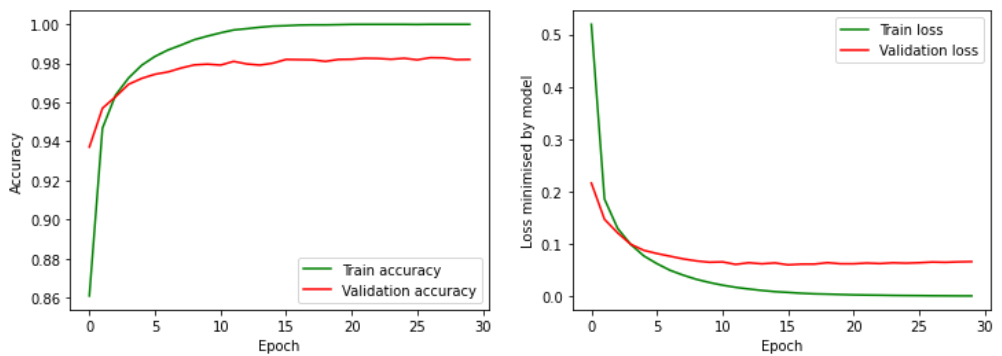 1.00
0.98
0.96
0.94
0.92
0.90
0.88
0.86
Accuracy
Train accuracy
Validation accuracy
0 5 10 15 20 25 30
Epoch
0.5
0.4
0.3
0.2
0.1
0.0
Loss minimised by model
Train loss
Validation loss
0 5 10 15 20 25 30
Epoch